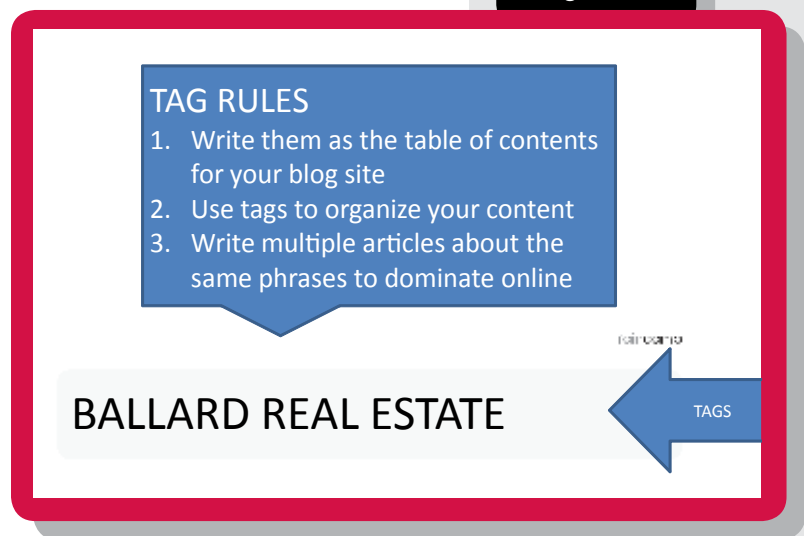 TAG RULES
1. Write them as the table of contents
for your blog site
2. Use tags to organize your content
3. Write multiple articles about the
same phrases to dominate online
BALLARD REAL ESTATE
TAGS